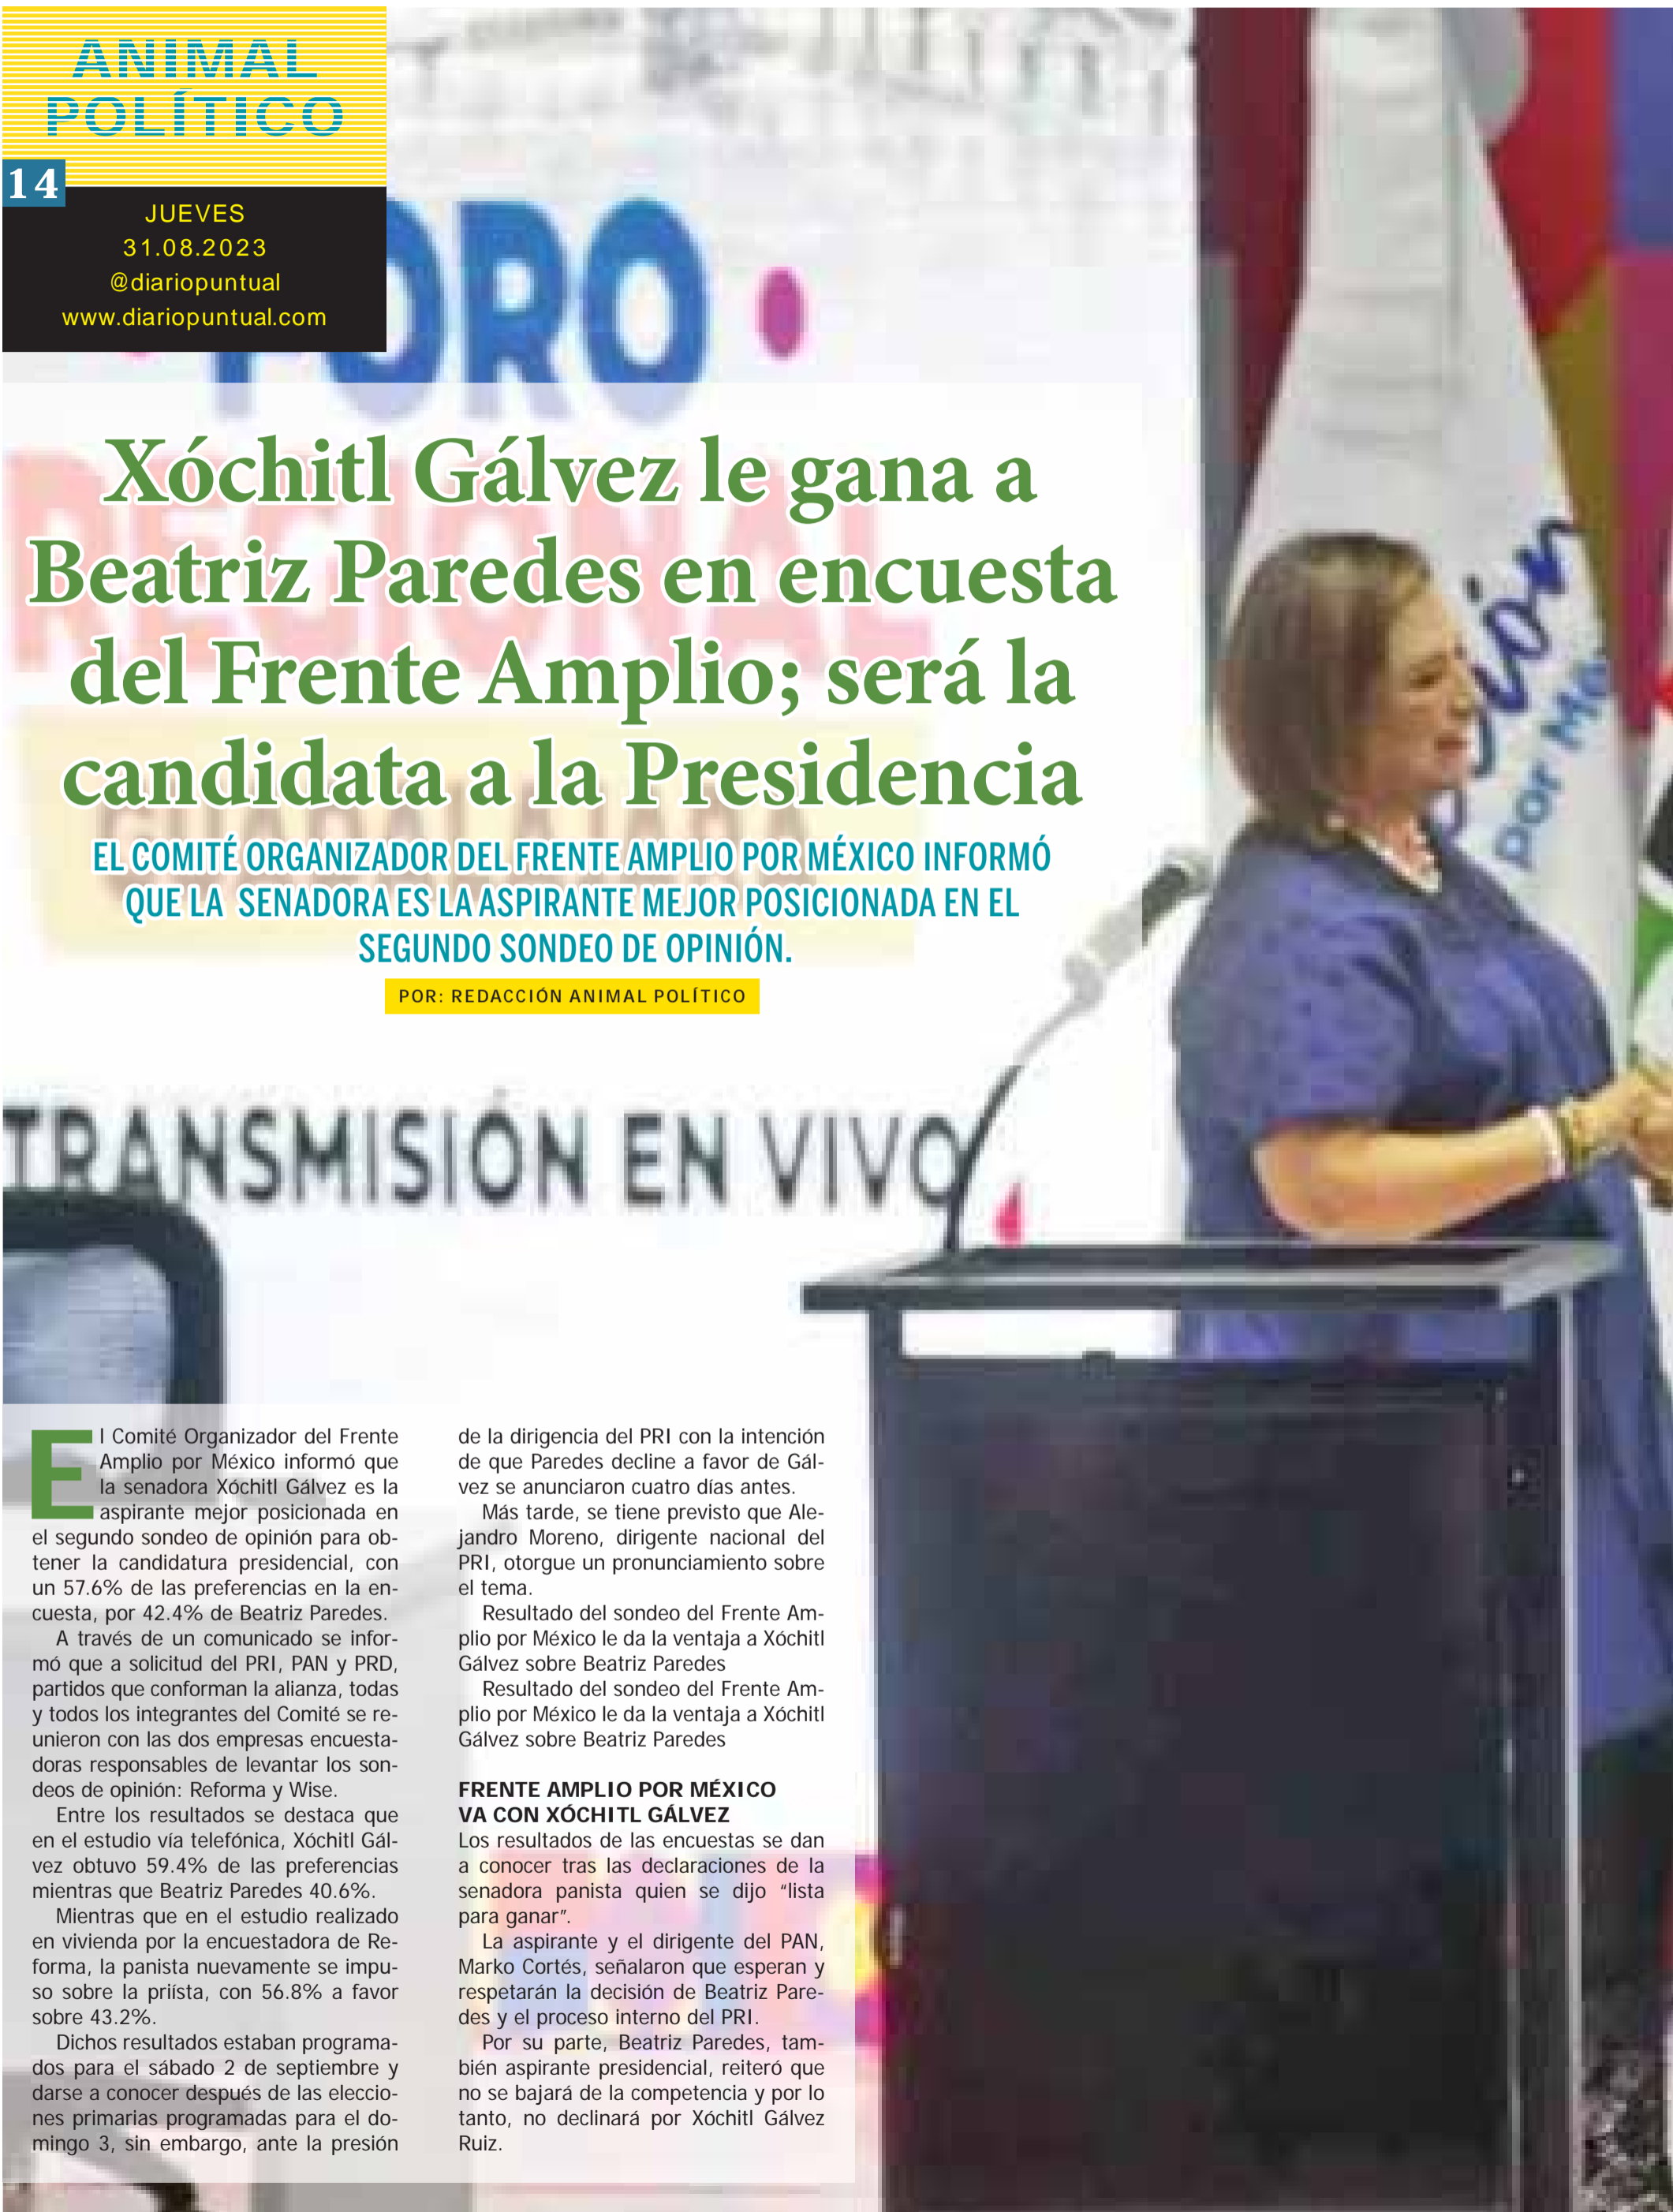 ANIMAL
POLÍTICO
14
JUEVES
31.08.2023
@diariopuntual
www.diariopuntual.com
FORO
REGIONAL
GUADALAJARA
Xóchitl Gálvez le gana a
Beatriz Paredes en encuesta
del Frente Amplio; será la
candidata a la Presidencia
EL COMITÉ ORGANIZADOR DEL FRENTE AMPLIO POR MÉXICO INFORMÓ
QUE LA SENADORA ES LA ASPIRANTE MEJOR POSICIONADA EN EL
SEGUNDO SONDEO DE OPINIÓN.
POR: REDACCIÓN ANIMAL POLÍTICO
TRANSMISIÓN EN VIVO
El Comité Organizador del Frente
Amplio por México informó que
la senadora Xóchitl Gálvez es la
aspirante mejor posicionada en
el segundo sondeo de opinión para ob-
tener la candidatura presidencial, con
un 57.6% de las preferencias en la en-
cuesta, por 42.4% de Beatriz Paredes.
A través de un comunicado se infor-
mó que a solicitud del PRI, PAN y PRD,
partidos que conforman la alianza, todas
y todos los integrantes del Comité se re-
unieron con las dos empresas encuesta-
doras responsables de levantar los son-
deos de opinión: Reforma y Wise.
Entre los resultados se destaca que
en el estudio vía telefónica, Xóchitl Gál-
vez obtuvo 59.4% de las preferencias
mientras que Beatriz Paredes 40.6%.
Mientras que en el estudio realizado
en vivienda por la encuestadora de Re-
forma, la panista nuevamente se impu-
so sobre la priísta, con 56.8% a favor
sobre 43.2%.
Dichos resultados estaban programa-
dos para el sábado 2 de septiembre y
darse a conocer después de las eleccio-
nes primarias programadas para el do-
mingo 3, sin embargo, ante la presión
de la dirigencia del PRI con la intención
de que Paredes decline a favor de Gál-
vez se anunciaron cuatro días antes.
Más tarde, se tiene previsto que Ale-
jandro Moreno, dirigente nacional del
PRI, otorgue un pronunciamiento sobre
el tema.
Resultado del sondeo del Frente Am-
plio por México le da la ventaja a Xóchitl
Gálvez sobre Beatriz Paredes
Resultado del sondeo del Frente Am-
plio por México le da la ventaja a Xóchitl
Gálvez sobre Beatriz Paredes
FRENTE AMPLIO POR MÉXICO
VA CON XÓCHITL GÁLVEZ
Los resultados de las encuestas se dan
a conocer tras las declaraciones de la
senadora panista quien se dijo “lista
para ganar”.
La aspirante y el dirigente del PAN,
Marko Cortés, señalaron que esperan y
respetarán la decisión de Beatriz Pare-
des y el proceso interno del PRI.
Por su parte, Beatriz Paredes, tam-
bién aspirante presidencial, reiteró que
no se bajará de la competencia y por lo
tanto, no declinará por Xóchitl Gálvez
Ruiz.